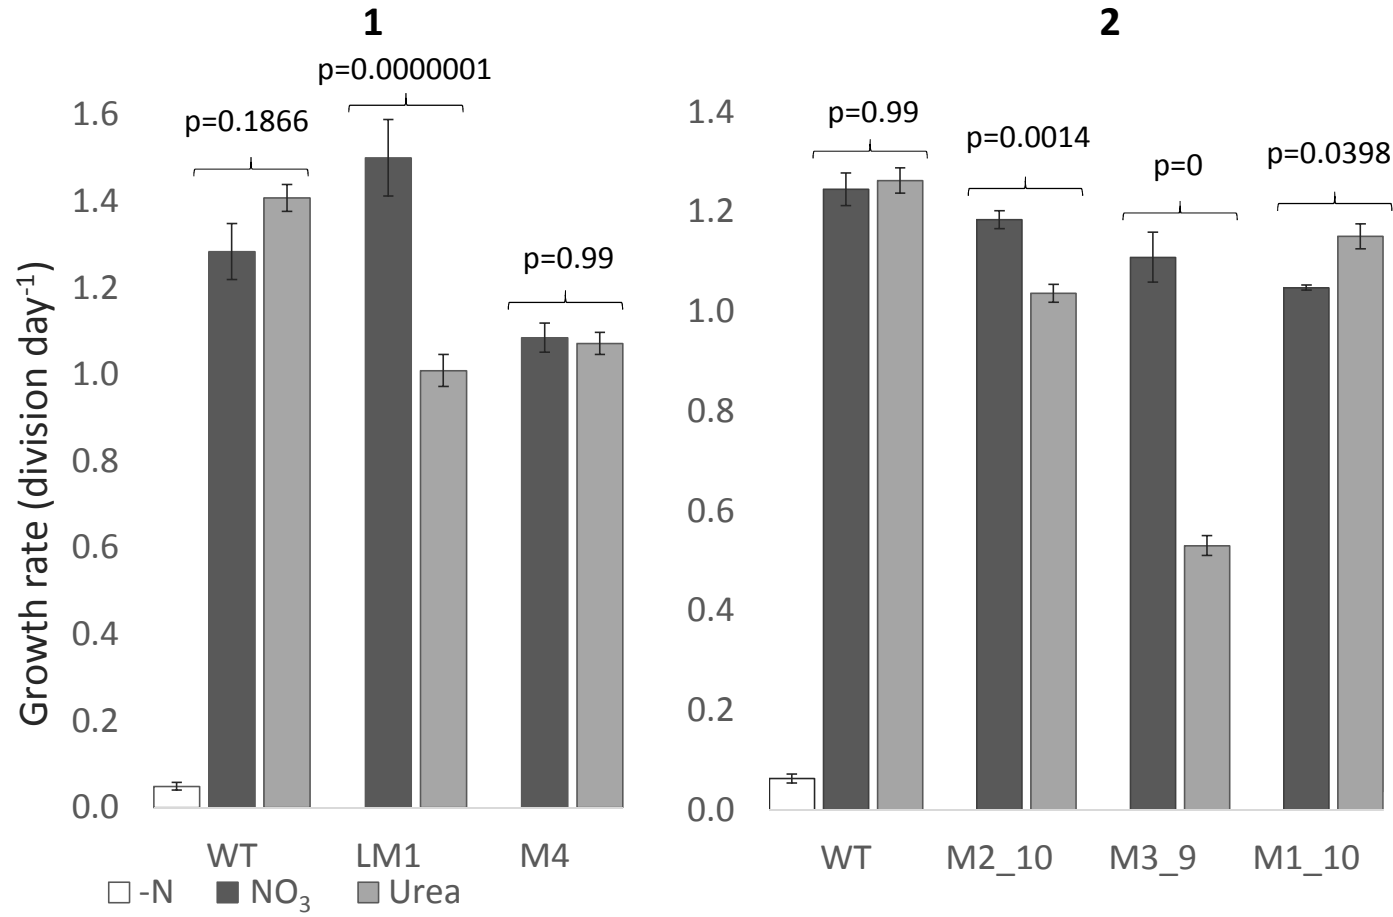 1
p=0.0000001
p=0.1866
p=0.99
1.6
1.4
1.2
1.0
0.8
0.6
0.4
0.2
0.0
Growth rate (division day⁻¹)
WT LM1 M4
-N NO₃ Urea
2
p=0.99
p=0.0014
p=0
p=0.0398
1.4
1.2
1.0
0.8
0.6
0.4
0.2
0.0
WT M2_10 M3_9 M1_10